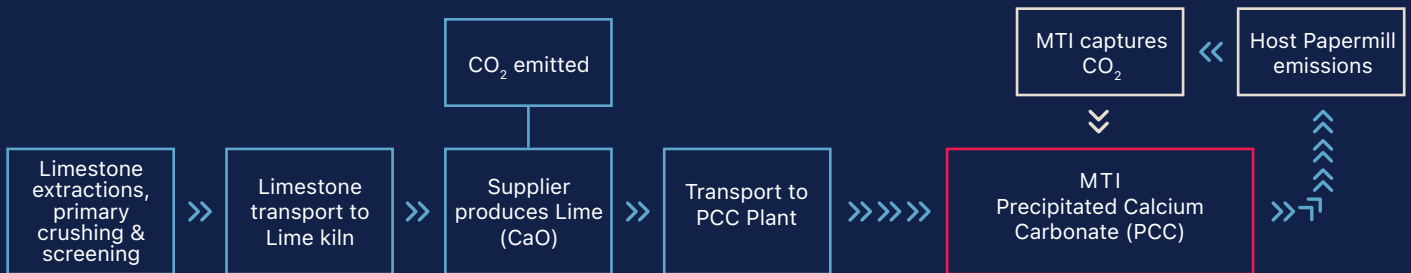 CO₂ emitted
MTI captures
CO₂
Host Papermill
emissions
Limestone
extractions,
primary
crushing &
screening
Limestone
transport to
Lime kiln
Supplier
produces Lime
(CaO)
Transport to
PCC Plant
MTI
Precipitated Calcium
Carbonate (PCC)